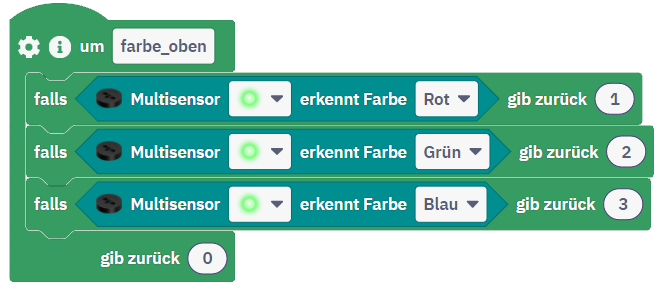 um farbe_oben
falls Multisensor erkennt Farbe Rot gib zurück 1
falls Multisensor erkennt Farbe Grün gib zurück 2
falls Multisensor erkennt Farbe Blau gib zurück 3
gib zurück 0